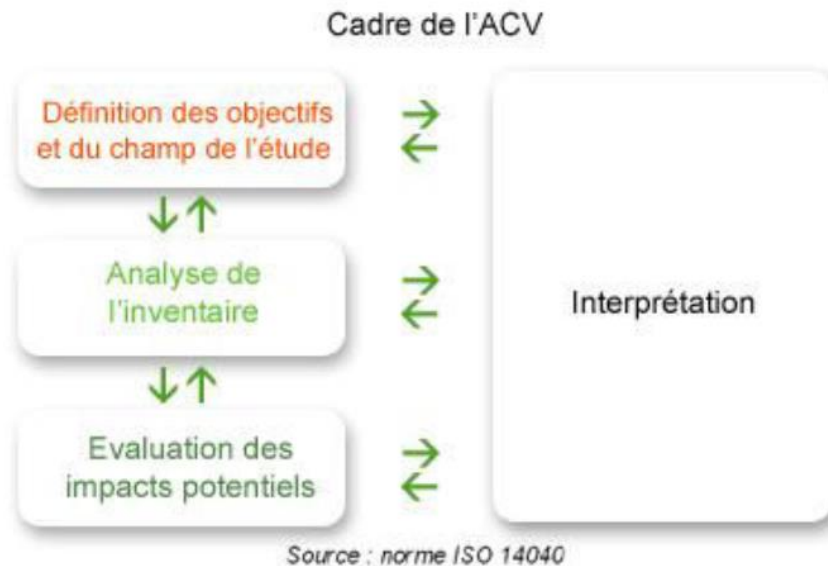 Cadre de l'ACV
Définition des objectifs
et du champ de l'étude
Analyse de
l'inventaire
Interprétation
Evaluation des
impacts potentiels
Source : norme ISO 14040